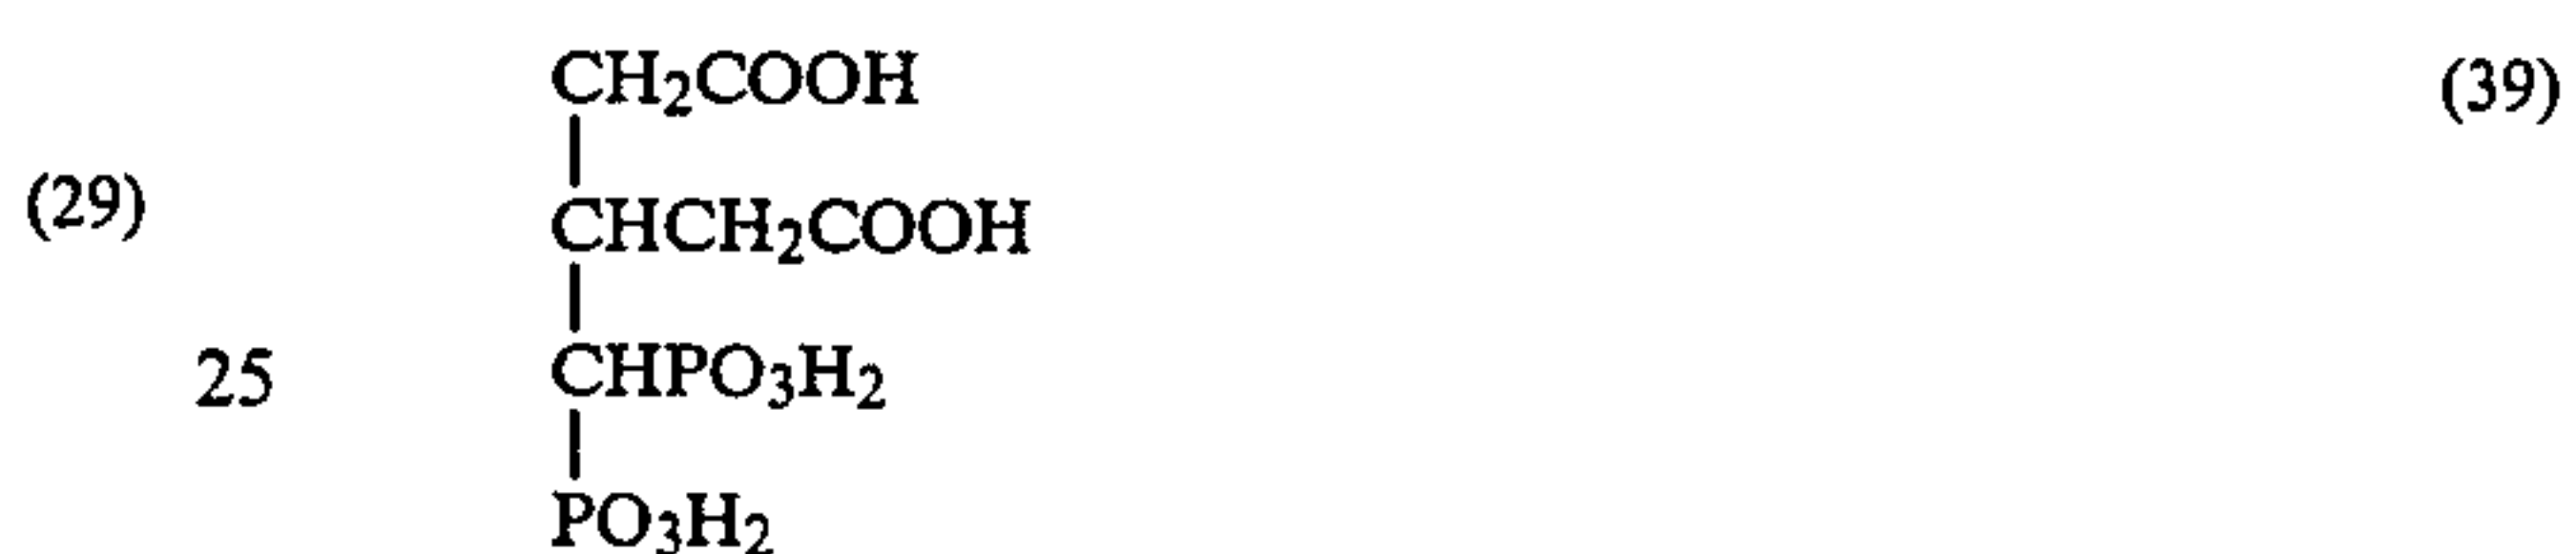 CH₂COOH (39)
(29) CHCH₂COOH
25 CHPO₃H₂
PO₃H₂